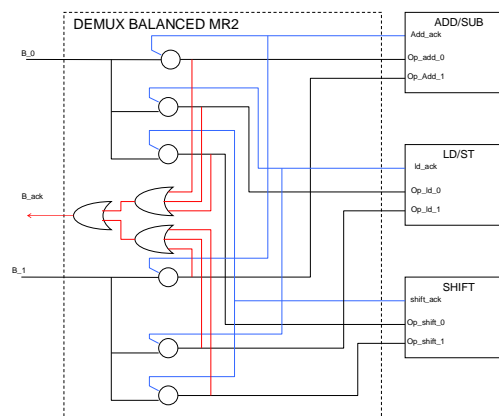 DEMUX BALANCED MR2
ADD/SUB
Add_ack
B_0
Op_add_0
Op_Add_1
LD/ST
ld_ack
Op_ld_0
B_ack
Op_ld_1
B_1
SHIFT
shift_ack
Op_shift_0
Op_shift_1